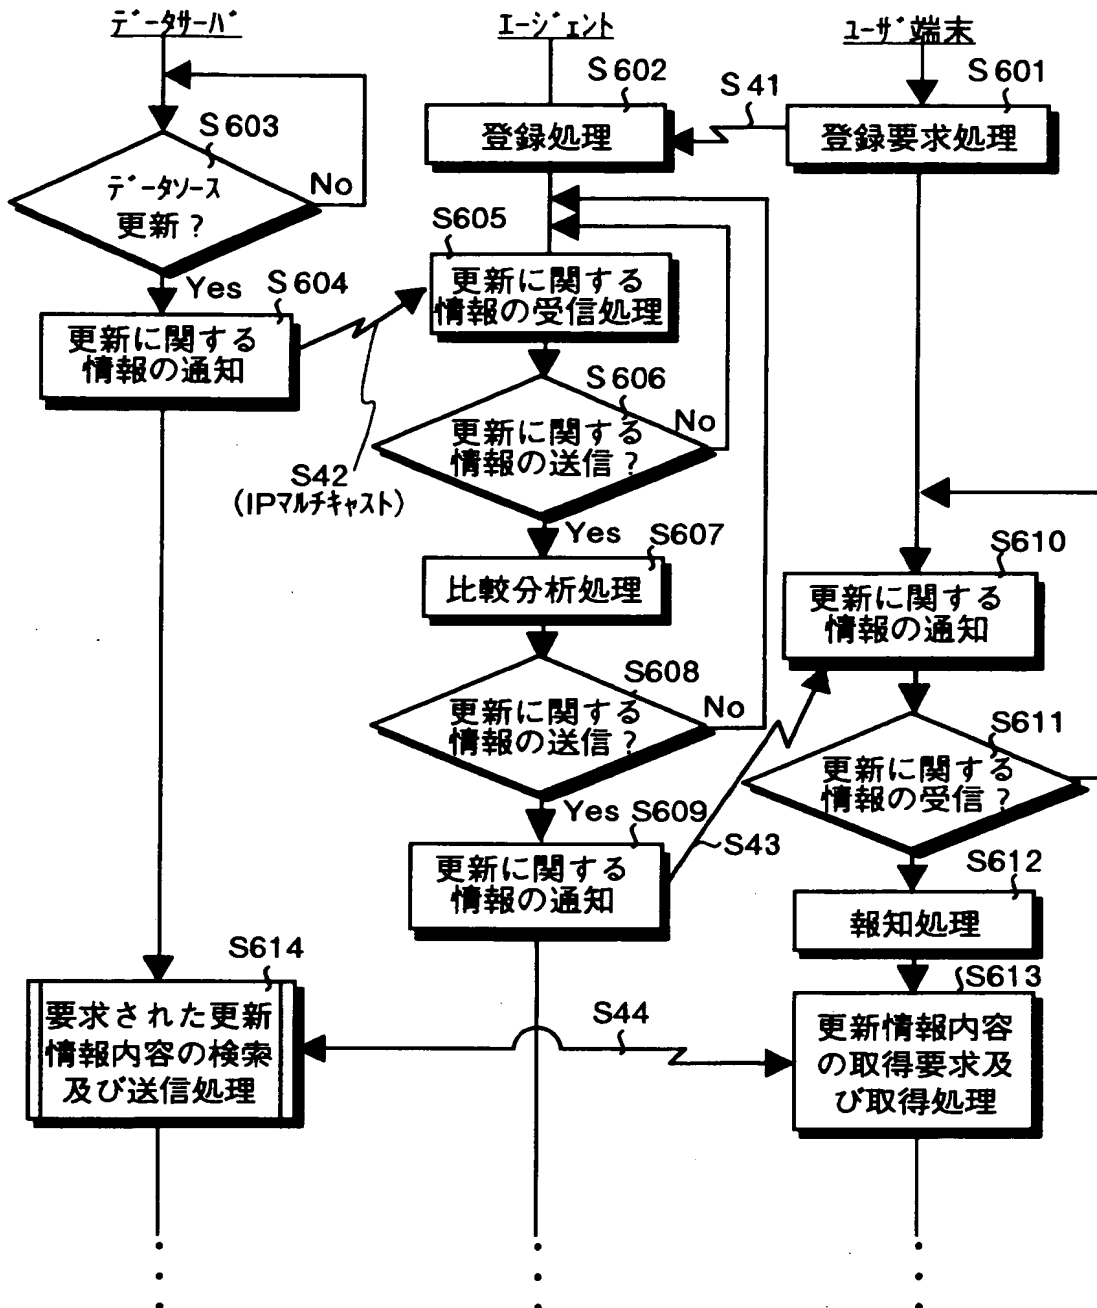 データサーバ
エージェント
ユーザ端末
S602
S601
S41
登録処理
登録要求処理
S603
データソース
更新？
No
S605
更新に関する
情報の受信処理
Yes
S604
更新に関する
情報の通知
S606
更新に関する
情報の送信？
No
S42
(IPマルチキャスト)
Yes
S607
比較分析処理
S610
更新に関する
情報の通知
S608
更新に関する
情報の送信？
No
S611
更新に関する
情報の受信？
Yes
S609
更新に関する
情報の通知
S43
S612
報知処理
S614
要求された更新
情報内容の検索
及び送信処理
S44
S613
更新情報内容
の取得要求及
び取得処理